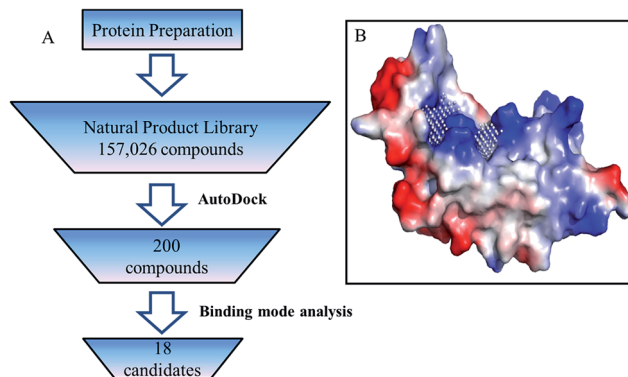 A
Protein Preparation
Natural Product Library
157,026 compounds
AutoDock
200
compounds
Binding mode analysis
18
candidates
B